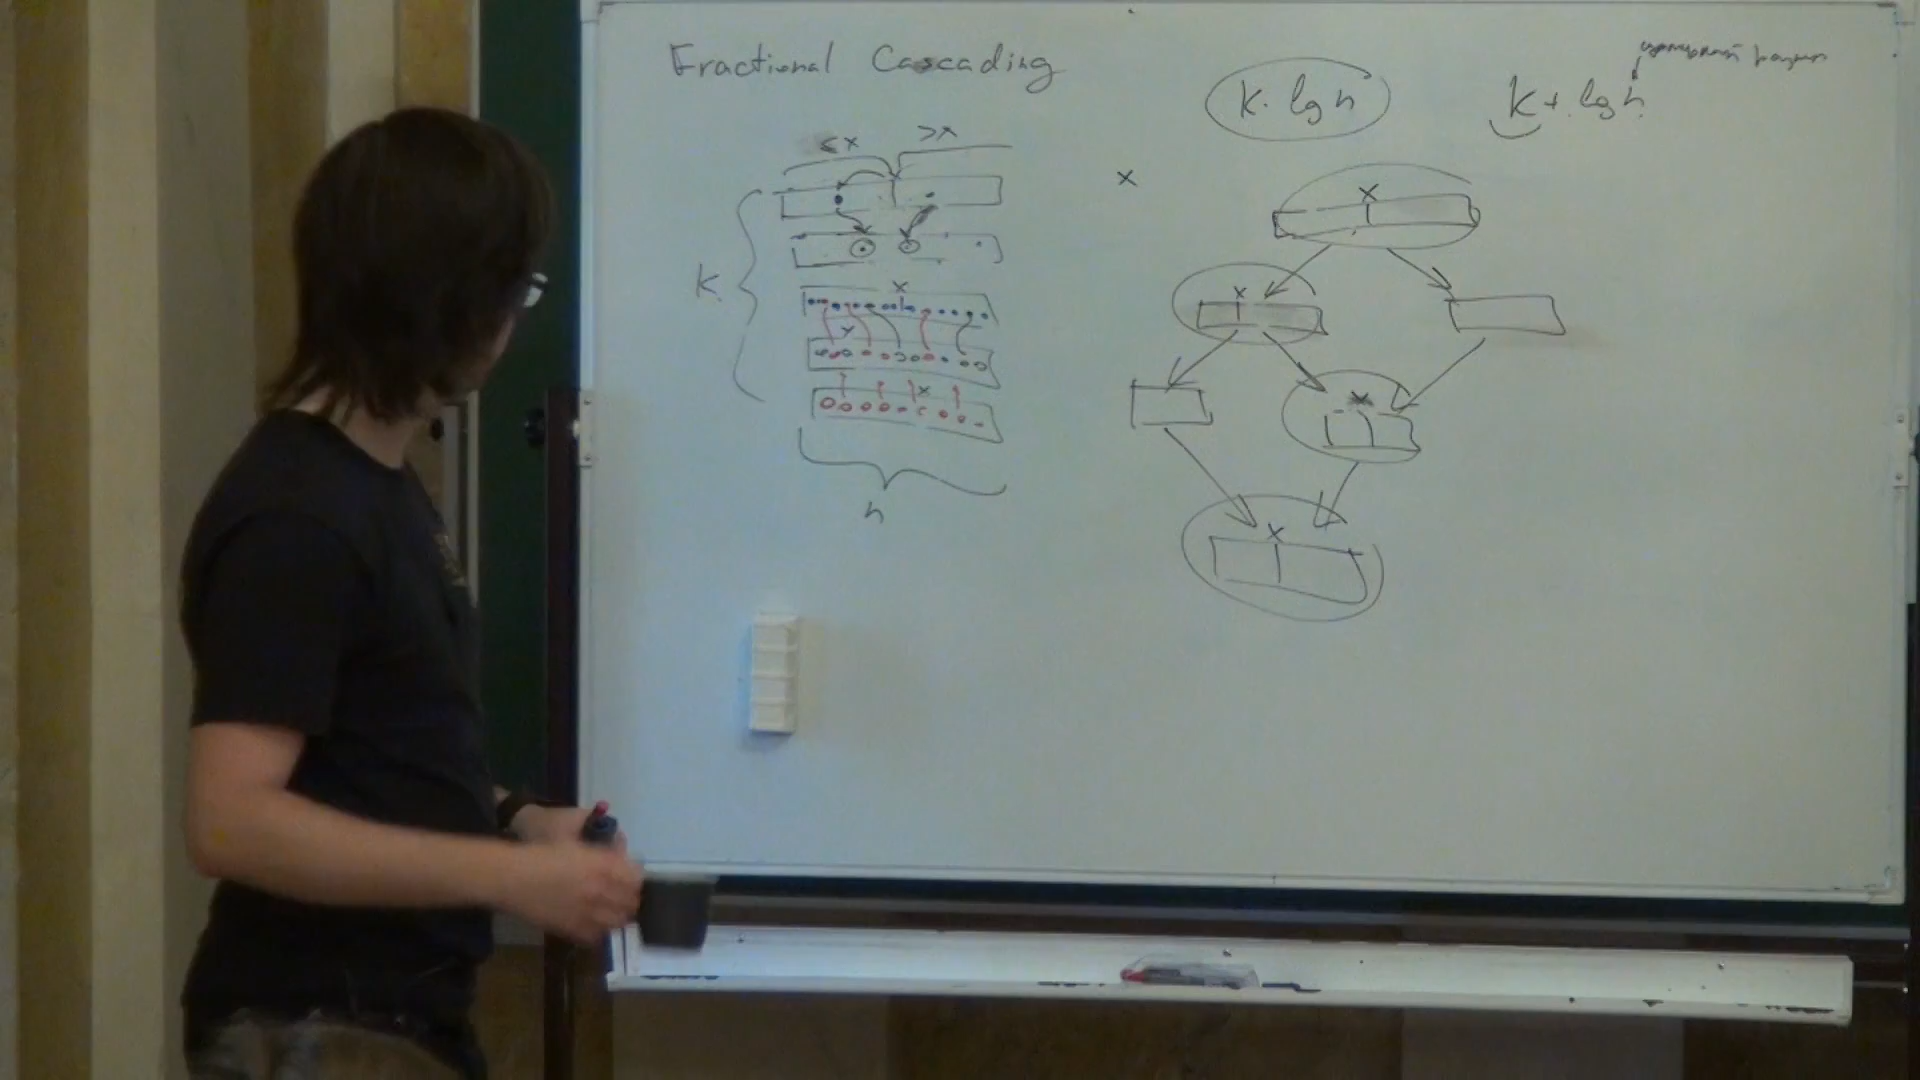 Fractional Cascading
K · lg n
K + lg n
≤ x
> x
x
K
x
y
x
n
x
x
x
x